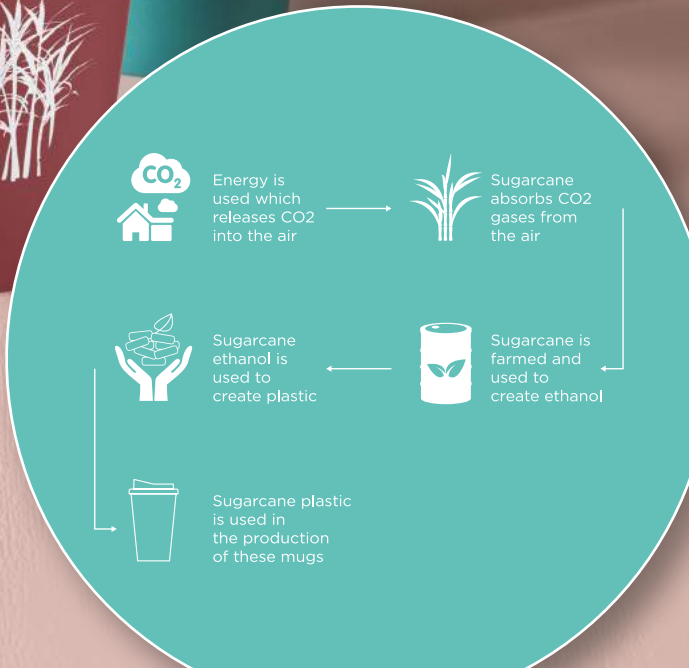 CO₂
Energy is
used which
releases CO2
into the air
Sugarcane
absorbs CO2
gases from
the air
Sugarcane is
farmed and
used to
create ethanol
Sugarcane
ethanol is
used to
create plastic
Sugarcane plastic
is used in
the production
of these mugs